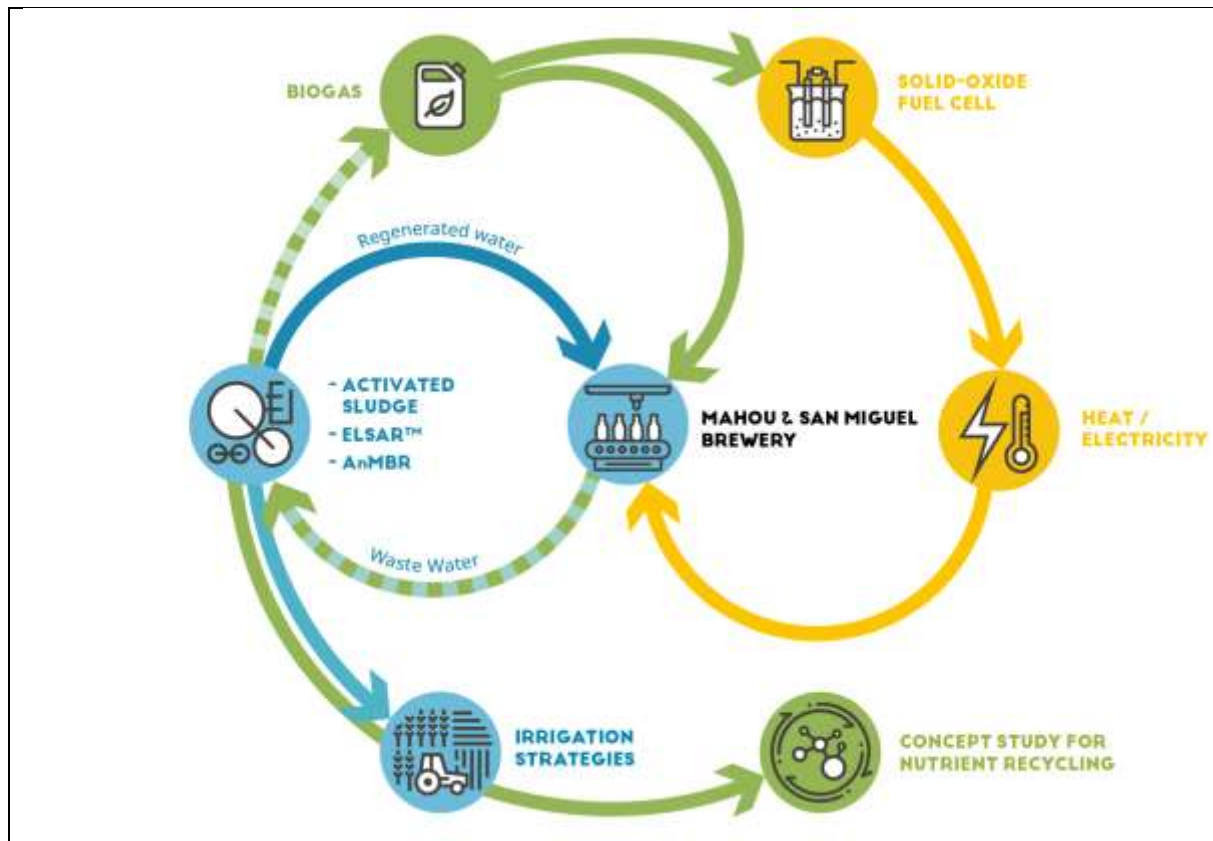 BIOGAS
SOLID-OXIDE
FUEL CELL
Regenerated water
- ACTIVATED
SLUDGE
- ELSAR™
- AnMBR
MAHOU & SAN MIGUEL
BREWERY
HEAT /
ELECTRICITY
Waste Water
IRRIGATION
STRATEGIES
CONCEPT STUDY FOR
NUTRIENT RECYCLING